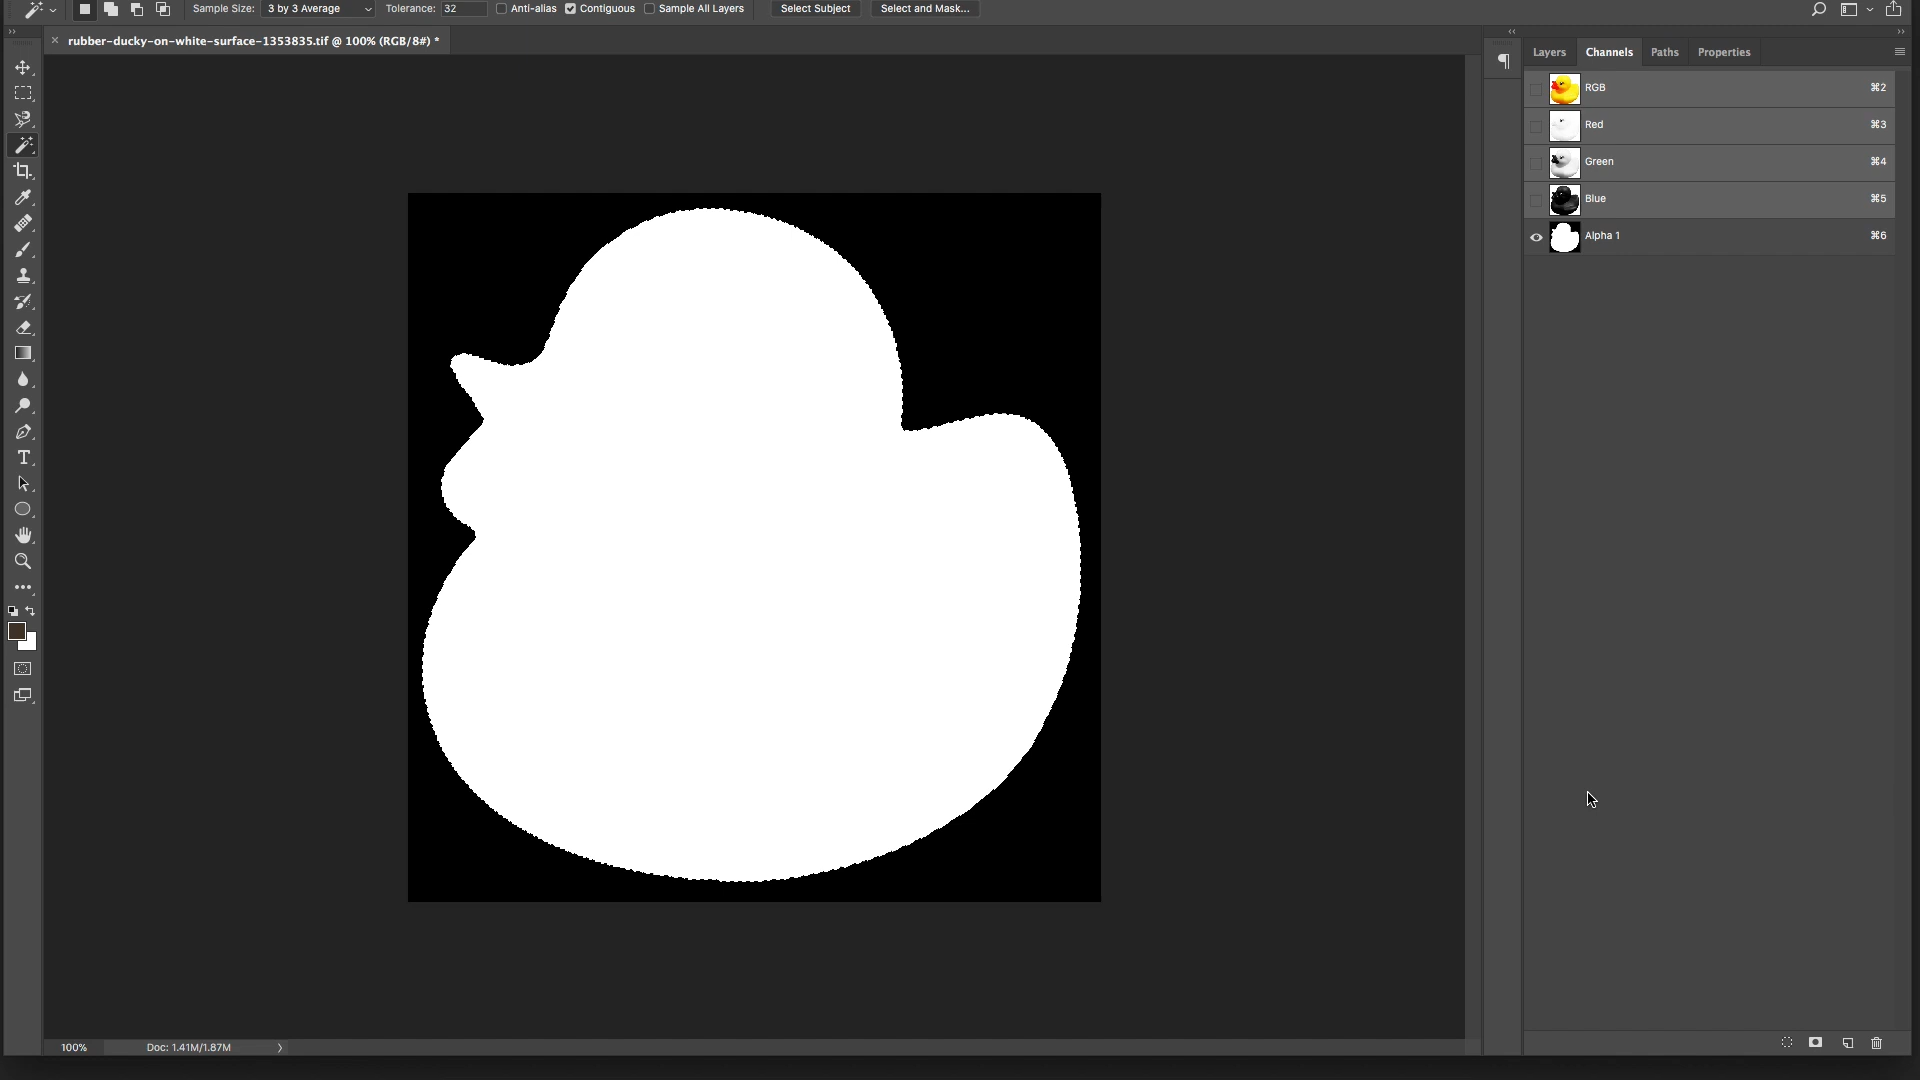 Sample Size: 3 by 3 Average Tolerance: 32 Anti-alias Contiguous Sample All Layers Select Subject Select and Mask...
rubber-ducky-on-white-surface-1353835.tif @ 100% (RGB/8#) *
Layers Channels Paths Properties
RGB ⌘2
Red ⌘3
Green ⌘4
Blue ⌘5
Alpha 1 ⌘6
100% Doc: 1.41M/1.87M